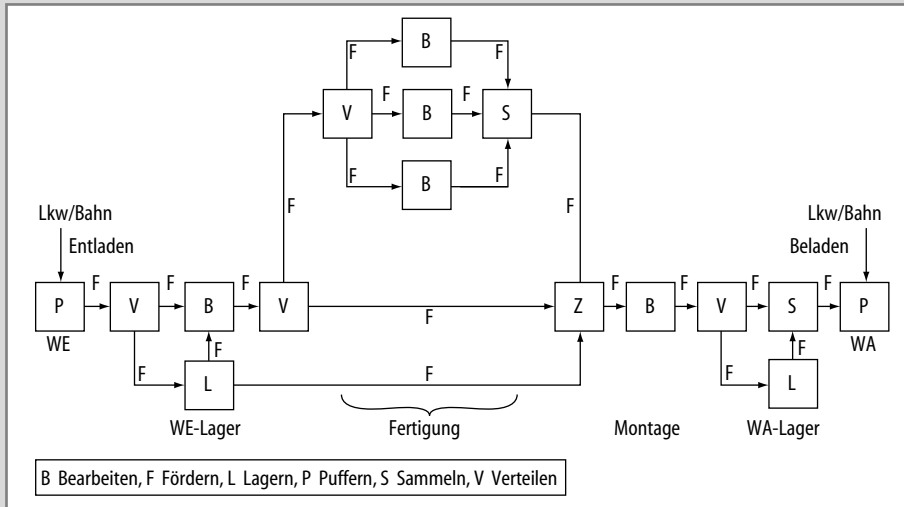 B
F F
V F B F S
F B F
F F
Lkw/Bahn Lkw/Bahn
Entladen Beladen
F F F F F F F
P V B V F Z B V S P
WE WA
F F F F F
L L
WE-Lager Fertigung Montage WA-Lager
B Bearbeiten, F Fördern, L Lagern, P Puffern, S Sammeln, V Verteilen